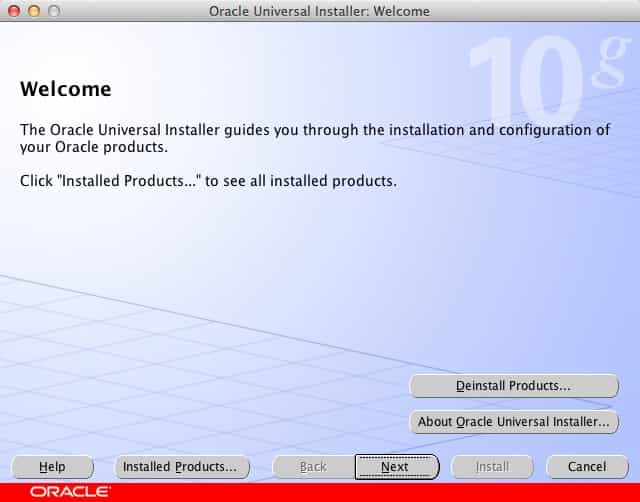 Oracle Universal Installer: Welcome
10g
Welcome
The Oracle Universal Installer guides you through the installation and configuration of
your Oracle products.
Click "Installed Products..." to see all installed products.
Deinstall Products...
About Oracle Universal Installer...
Help Installed Products... Back Next Install Cancel
ORACLE